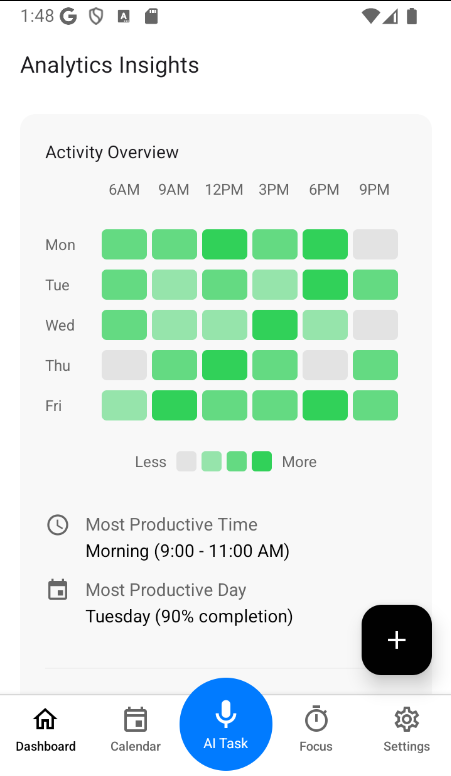 1:48
Analytics Insights
Activity Overview
6AM 9AM 12PM 3PM 6PM 9PM
Mon
Tue
Wed
Thu
Fri
Less More
Most Productive Time
Morning (9:00 - 11:00 AM)
Most Productive Day
Tuesday (90% completion)
+
Dashboard Calendar AI Task Focus Settings